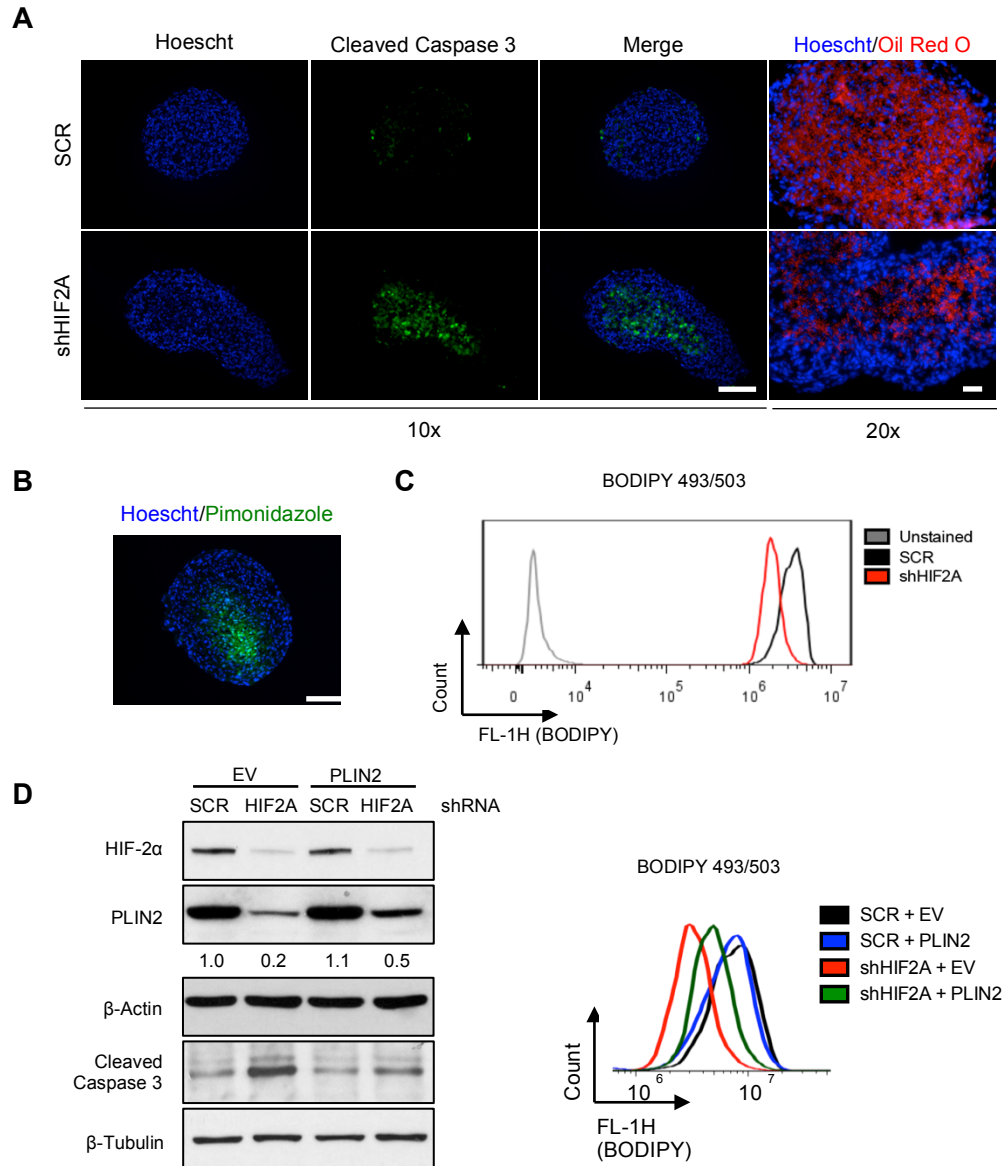 A
Hoescht Cleaved Caspase 3 Merge Hoescht/Oil Red O
SCR
shHIF2A
10x 20x
B
Hoescht/Pimonidazole
C
BODIPY 493/503
Unstained
SCR
shHIF2A
Count
0 10^4 10^5 10^6 10^7
FL-1H (BODIPY)
D
EV PLIN2
SCR HIF2A SCR HIF2A shRNA
HIF-2α
PLIN2
1.0 0.2 1.1 0.5
β-Actin
Cleaved
Caspase 3
β-Tubulin
BODIPY 493/503
SCR + EV
SCR + PLIN2
shHIF2A + EV
shHIF2A + PLIN2
Count
10^6 10^7
FL-1H
(BODIPY)